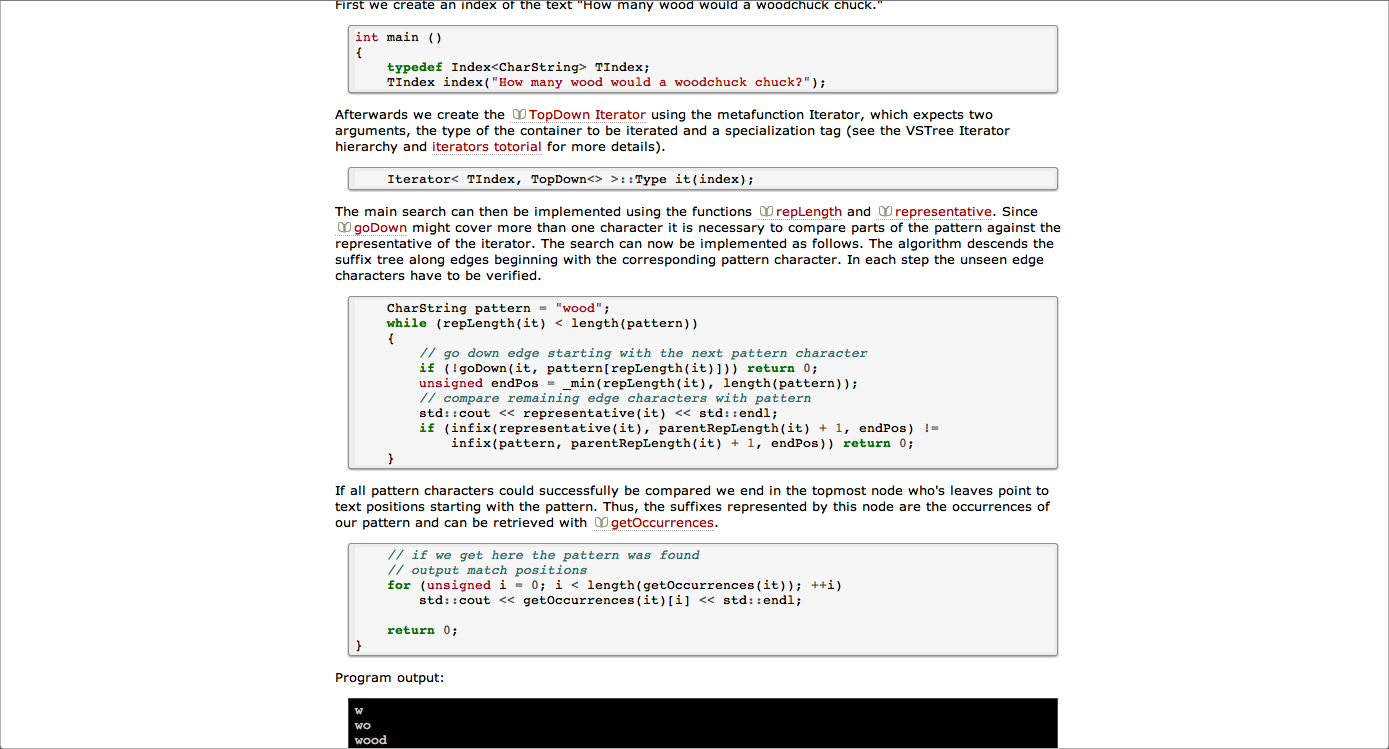 First we create an index of the text "How many wood would a woodchuck chuck."
int main ()
{
    typedef Index<CharString> TIndex;
    TIndex index("How many wood would a woodchuck chuck?");
Afterwards we create the TopDown Iterator using the metafunction Iterator, which expects two
arguments, the type of the container to be iterated and a specialization tag (see the VSTree Iterator
hierarchy and iterators totorial for more details).
    Iterator< TIndex, TopDown<> >::Type it(index);
The main search can then be implemented using the functions repLength and representative. Since
goDown might cover more than one character it is necessary to compare parts of the pattern against the
representative of the iterator. The search can now be implemented as follows. The algorithm descends the
suffix tree along edges beginning with the corresponding pattern character. In each step the unseen edge
characters have to be verified.
    CharString pattern = "wood";
    while (repLength(it) < length(pattern))
    {
        // go down edge starting with the next pattern character
        if (!goDown(it, pattern[repLength(it)])) return 0;
        unsigned endPos = _min(repLength(it), length(pattern));
        // compare remaining edge characters with pattern
        std::cout << representative(it) << std::endl;
        if (infix(representative(it), parentRepLength(it) + 1, endPos) !=
            infix(pattern, parentRepLength(it) + 1, endPos)) return 0;
    }
If all pattern characters could successfully be compared we end in the topmost node who's leaves point to
text positions starting with the pattern. Thus, the suffixes represented by this node are the occurrences of
our pattern and can be retrieved with getOccurrences.
    // if we get here the pattern was found
    // output match positions
    for (unsigned i = 0; i < length(getOccurrences(it)); ++i)
        std::cout << getOccurrences(it)[i] << std::endl;
    return 0;
}
Program output:
w
wo
wood